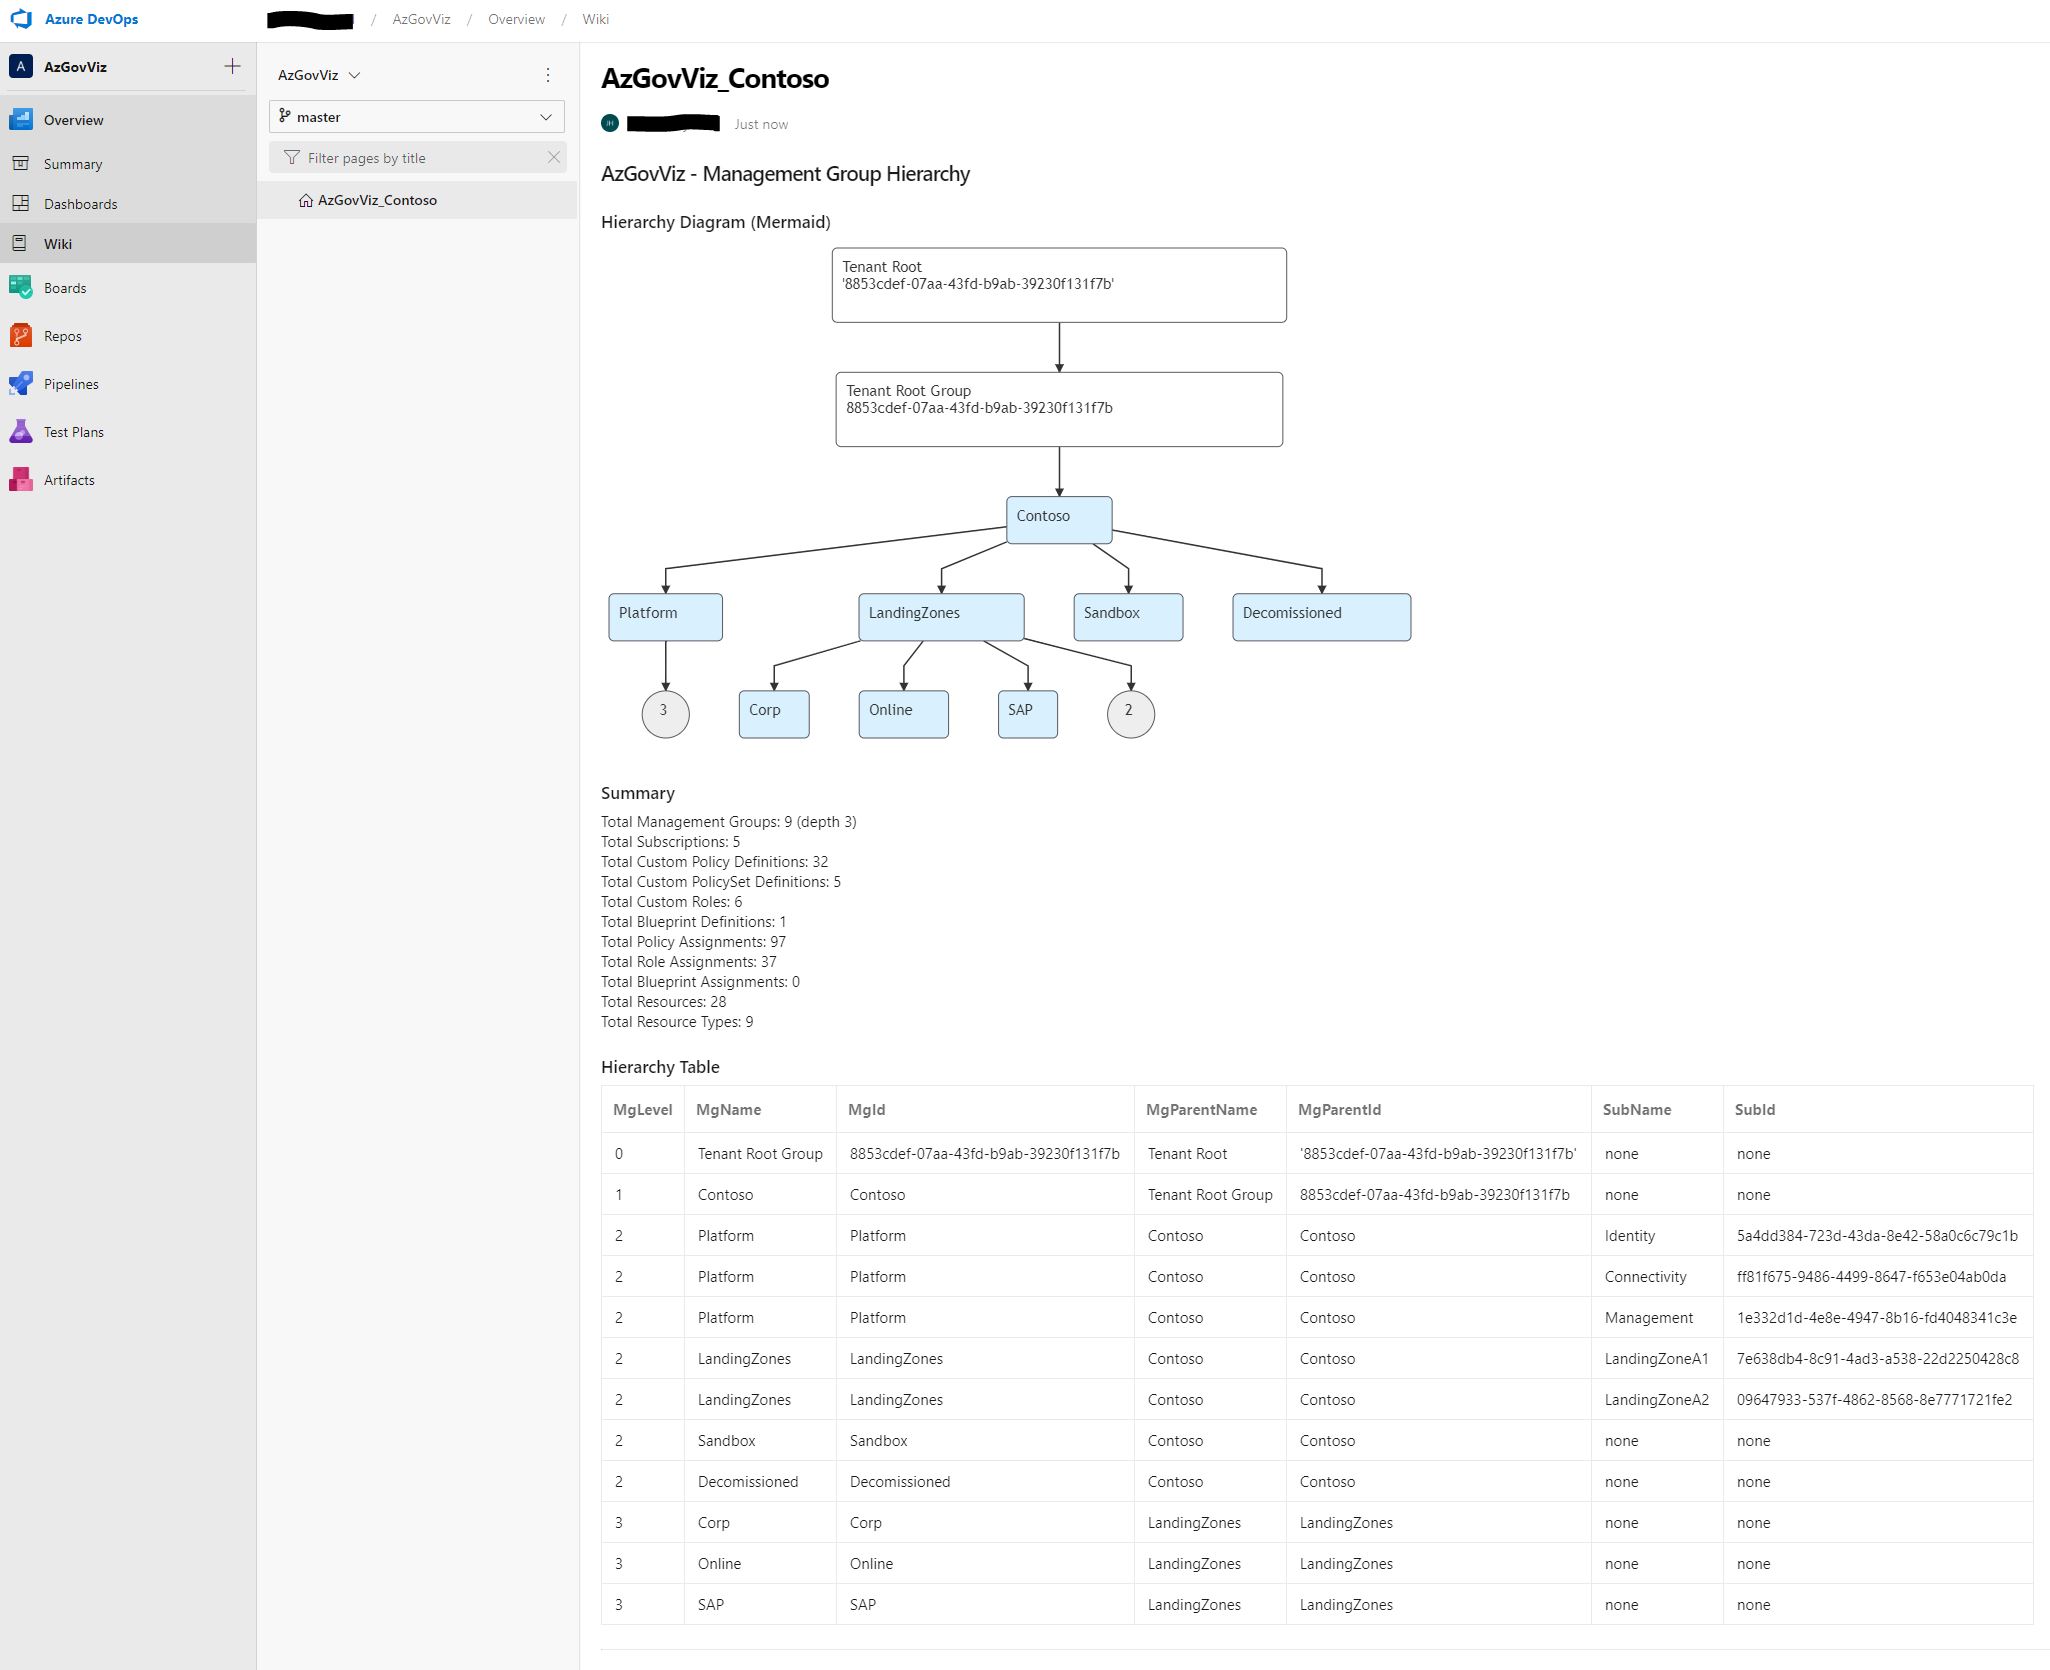 Azure DevOps
/ AzGovViz / Overview / Wiki
A AzGovViz
Overview
Summary
Dashboards
Wiki
Boards
Repos
Pipelines
Test Plans
Artifacts
AzGovViz
master
Filter pages by title
AzGovViz_Contoso
AzGovViz_Contoso
JH Just now
AzGovViz - Management Group Hierarchy
Hierarchy Diagram (Mermaid)
Tenant Root
'8853cdef-07aa-43fd-b9ab-39230f131f7b'
Tenant Root Group
8853cdef-07aa-43fd-b9ab-39230f131f7b
Contoso
Platform LandingZones Sandbox Decomissioned
3 Corp Online SAP 2
Summary
Total Management Groups: 9 (depth 3)
Total Subscriptions: 5
Total Custom Policy Definitions: 32
Total Custom PolicySet Definitions: 5
Total Custom Roles: 6
Total Blueprint Definitions: 1
Total Policy Assignments: 97
Total Role Assignments: 37
Total Blueprint Assignments: 0
Total Resources: 28
Total Resource Types: 9
Hierarchy Table
MgLevel MgName MgId MgParentName MgParentId SubName SubId
0 Tenant Root Group 8853cdef-07aa-43fd-b9ab-39230f131f7b Tenant Root '8853cdef-07aa-43fd-b9ab-39230f131f7b' none none
1 Contoso Contoso Tenant Root Group 8853cdef-07aa-43fd-b9ab-39230f131f7b none none
2 Platform Platform Contoso Contoso Identity 5a4dd384-723d-43da-8e42-58a0c6c79c1b
2 Platform Platform Contoso Contoso Connectivity ff81f675-9486-4499-8647-f653e04ab0da
2 Platform Platform Contoso Contoso Management 1e332d1d-4e8e-4947-8b16-fd4048341c3e
2 LandingZones LandingZones Contoso Contoso LandingZoneA1 7e638db4-8c91-4ad3-a538-22d2250428c8
2 LandingZones LandingZones Contoso Contoso LandingZoneA2 09647933-537f-4862-8568-8e7771721fe2
2 Sandbox Sandbox Contoso Contoso none none
2 Decomissioned Decomissioned Contoso Contoso none none
3 Corp Corp LandingZones LandingZones none none
3 Online Online LandingZones LandingZones none none
3 SAP SAP LandingZones LandingZones none none